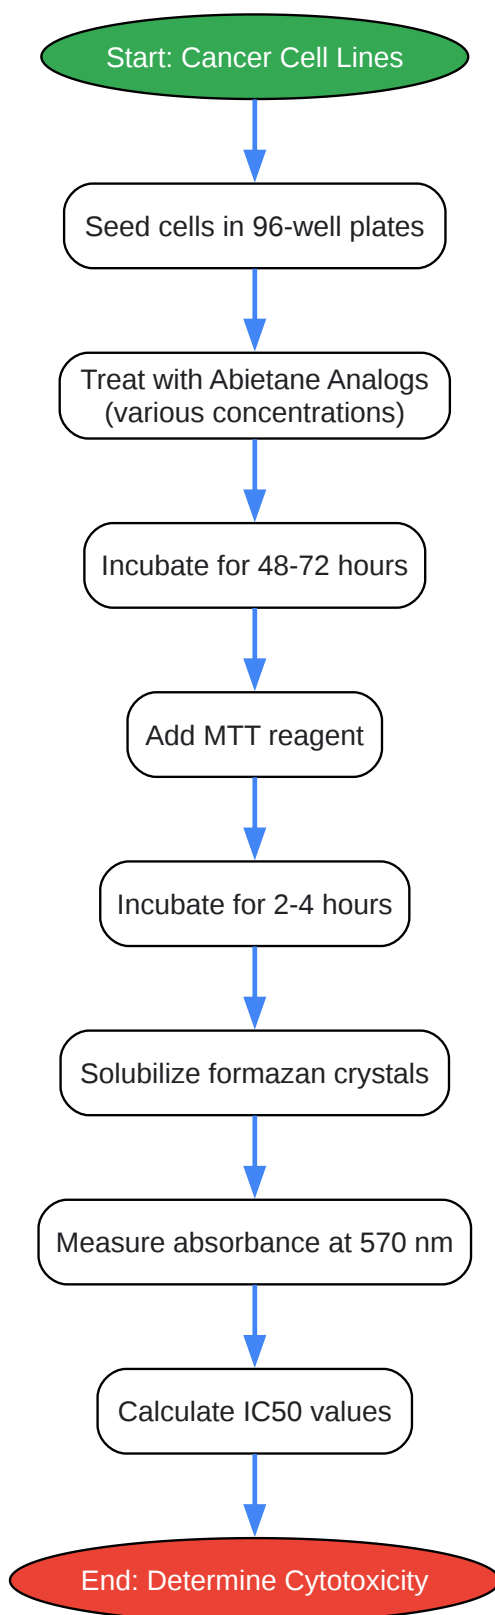 Start: Cancer Cell Lines
Seed cells in 96-well plates
Treat with Abietane Analogs
(various concentrations)
Incubate for 48-72 hours
Add MTT reagent
Incubate for 2-4 hours
Solubilize formazan crystals
Measure absorbance at 570 nm
Calculate IC50 values
End: Determine Cytotoxicity